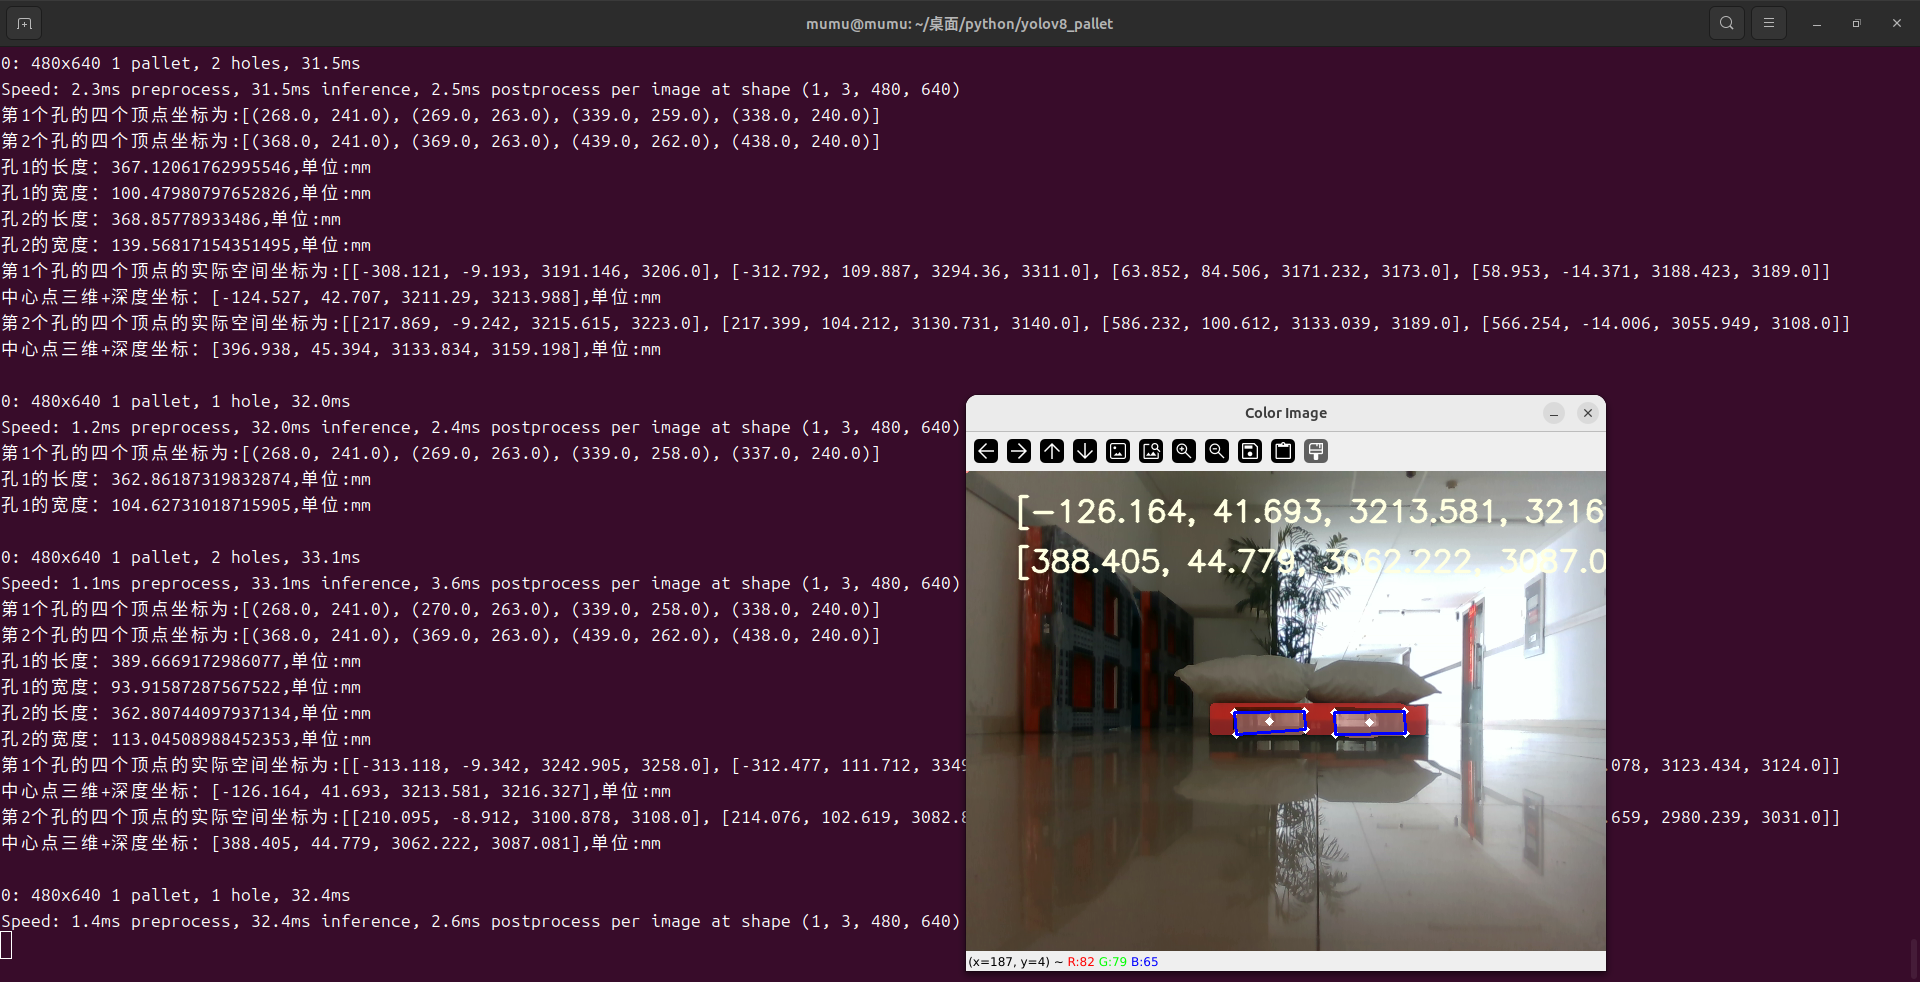 mumu@mumu: ~/桌面/python/yolov8_pallet
0: 480x640 1 pallet, 2 holes, 31.5ms
Speed: 2.3ms preprocess, 31.5ms inference, 2.5ms postprocess per image at shape (1, 3, 480, 640)
第1个孔的四个顶点坐标为:[(268.0, 241.0), (269.0, 263.0), (339.0, 259.0), (338.0, 240.0)]
第2个孔的四个顶点坐标为:[(368.0, 241.0), (369.0, 263.0), (439.0, 262.0), (438.0, 240.0)]
孔1的长度: 367.12061762995546,单位:mm
孔1的宽度: 100.47980797652826,单位:mm
孔2的长度: 368.85778933486,单位:mm
孔2的宽度: 139.56817154351495,单位:mm
第1个孔的四个顶点的实际空间坐标为:[[-308.121, -9.193, 3191.146, 3206.0], [-312.792, 109.887, 3294.36, 3311.0], [63.852, 84.506, 3171.232, 3173.0], [58.953, -14.371, 3188.423, 3189.0]]
中心点三维+深度坐标: [-124.527, 42.707, 3211.29, 3213.988],单位:mm
第2个孔的四个顶点的实际空间坐标为:[[217.869, -9.242, 3215.615, 3223.0], [217.399, 104.212, 3130.731, 3140.0], [586.232, 100.612, 3133.039, 3189.0], [566.254, -14.006, 3055.949, 3108.0]]
中心点三维+深度坐标: [396.938, 45.394, 3133.834, 3159.198],单位:mm
0: 480x640 1 pallet, 1 hole, 32.0ms
Speed: 1.2ms preprocess, 32.0ms inference, 2.4ms postprocess per image at shape (1, 3, 480, 640)
第1个孔的四个顶点坐标为:[(268.0, 241.0), (269.0, 263.0), (339.0, 258.0), (337.0, 240.0)]
孔1的长度: 362.86187319832874,单位:mm
孔1的宽度: 104.62731018715905,单位:mm
0: 480x640 1 pallet, 2 holes, 33.1ms
Speed: 1.1ms preprocess, 33.1ms inference, 3.6ms postprocess per image at shape (1, 3, 480, 640)
第1个孔的四个顶点坐标为:[(268.0, 241.0), (270.0, 263.0), (339.0, 258.0), (338.0, 240.0)]
第2个孔的四个顶点坐标为:[(368.0, 241.0), (369.0, 263.0), (439.0, 262.0), (438.0, 240.0)]
孔1的长度: 389.6669172986077,单位:mm
孔1的宽度: 93.91587287567522,单位:mm
孔2的长度: 362.80744097937134,单位:mm
孔2的宽度: 113.04508988452353,单位:mm
第1个孔的四个顶点的实际空间坐标为:[[-313.118, -9.342, 3242.905, 3258.0], [-312.477, 111.712, 3349 .078, 3123.434, 3124.0]]
中心点三维+深度坐标: [-126.164, 41.693, 3213.581, 3216.327],单位:mm
第2个孔的四个顶点的实际空间坐标为:[[210.095, -8.912, 3100.878, 3108.0], [214.076, 102.619, 3082.8 .659, 2980.239, 3031.0]]
中心点三维+深度坐标: [388.405, 44.779, 3062.222, 3087.081],单位:mm
0: 480x640 1 pallet, 1 hole, 32.4ms
Speed: 1.4ms preprocess, 32.4ms inference, 2.6ms postprocess per image at shape (1, 3, 480, 640)
Color Image
[-126.164, 41.693, 3213.581, 3216
[388.405, 44.779, 3062.222, 3087.0
(x=187, y=4) ~ R:82 G:79 B:65